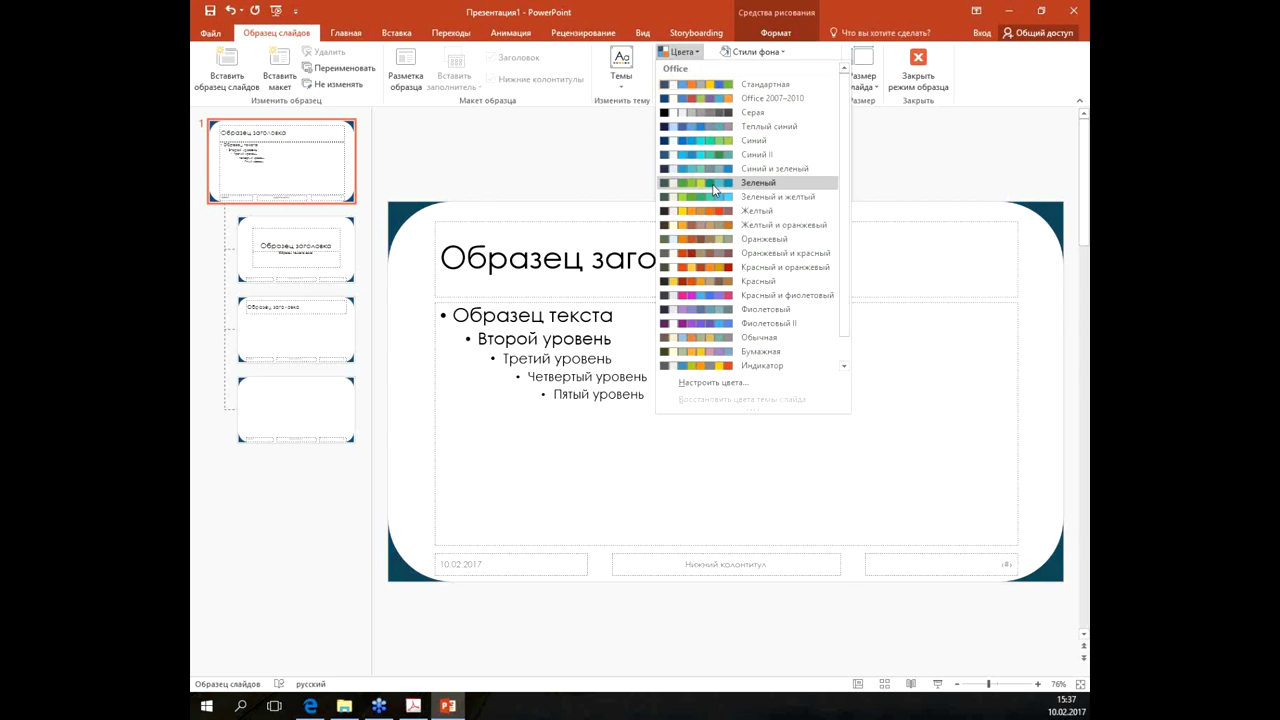 Презентация1 - PowerPoint
Средства рисования
Файл
Образец слайдов
Главная
Вставка
Переходы
Анимация
Рецензирование
Вид
Storyboarding
Формат
Что вы хотите сделать?
Вход
Общий доступ
Вставить образец слайдов
Вставить макет
Удалить
Переименовать
Не изменять
Изменить образец
Разметка образца
Вставить заполнитель
Заголовок
Нижние колонтитулы
Макет образца
Темы
Изменить тему
Цвета
Стили фона
Размер слайда
Размер
Закрыть режим образца
Закрыть
Office
Стандартная
Office 2007–2010
Серая
Теплый синий
Синий
Синий II
Синий и зеленый
Зеленый
Зеленый и желтый
Желтый
Желтый и оранжевый
Оранжевый
Оранжевый и красный
Красный и оранжевый
Красный
Красный и фиолетовый
Фиолетовый
Фиолетовый II
Обычная
Бумажная
Индикатор
Настроить цвета...
Восстановить цвета темы слайда
1
Образец заголовка
Образец текста
Образец заголовка
Образец заголовка
Образец заго
• Образец текста
• Второй уровень
• Третий уровень
• Четвертый уровень
• Пятый уровень
10.02.2017
Нижний колонтитул
‹#›
Образец слайдов
русский
76%
15:37
10.02.2017